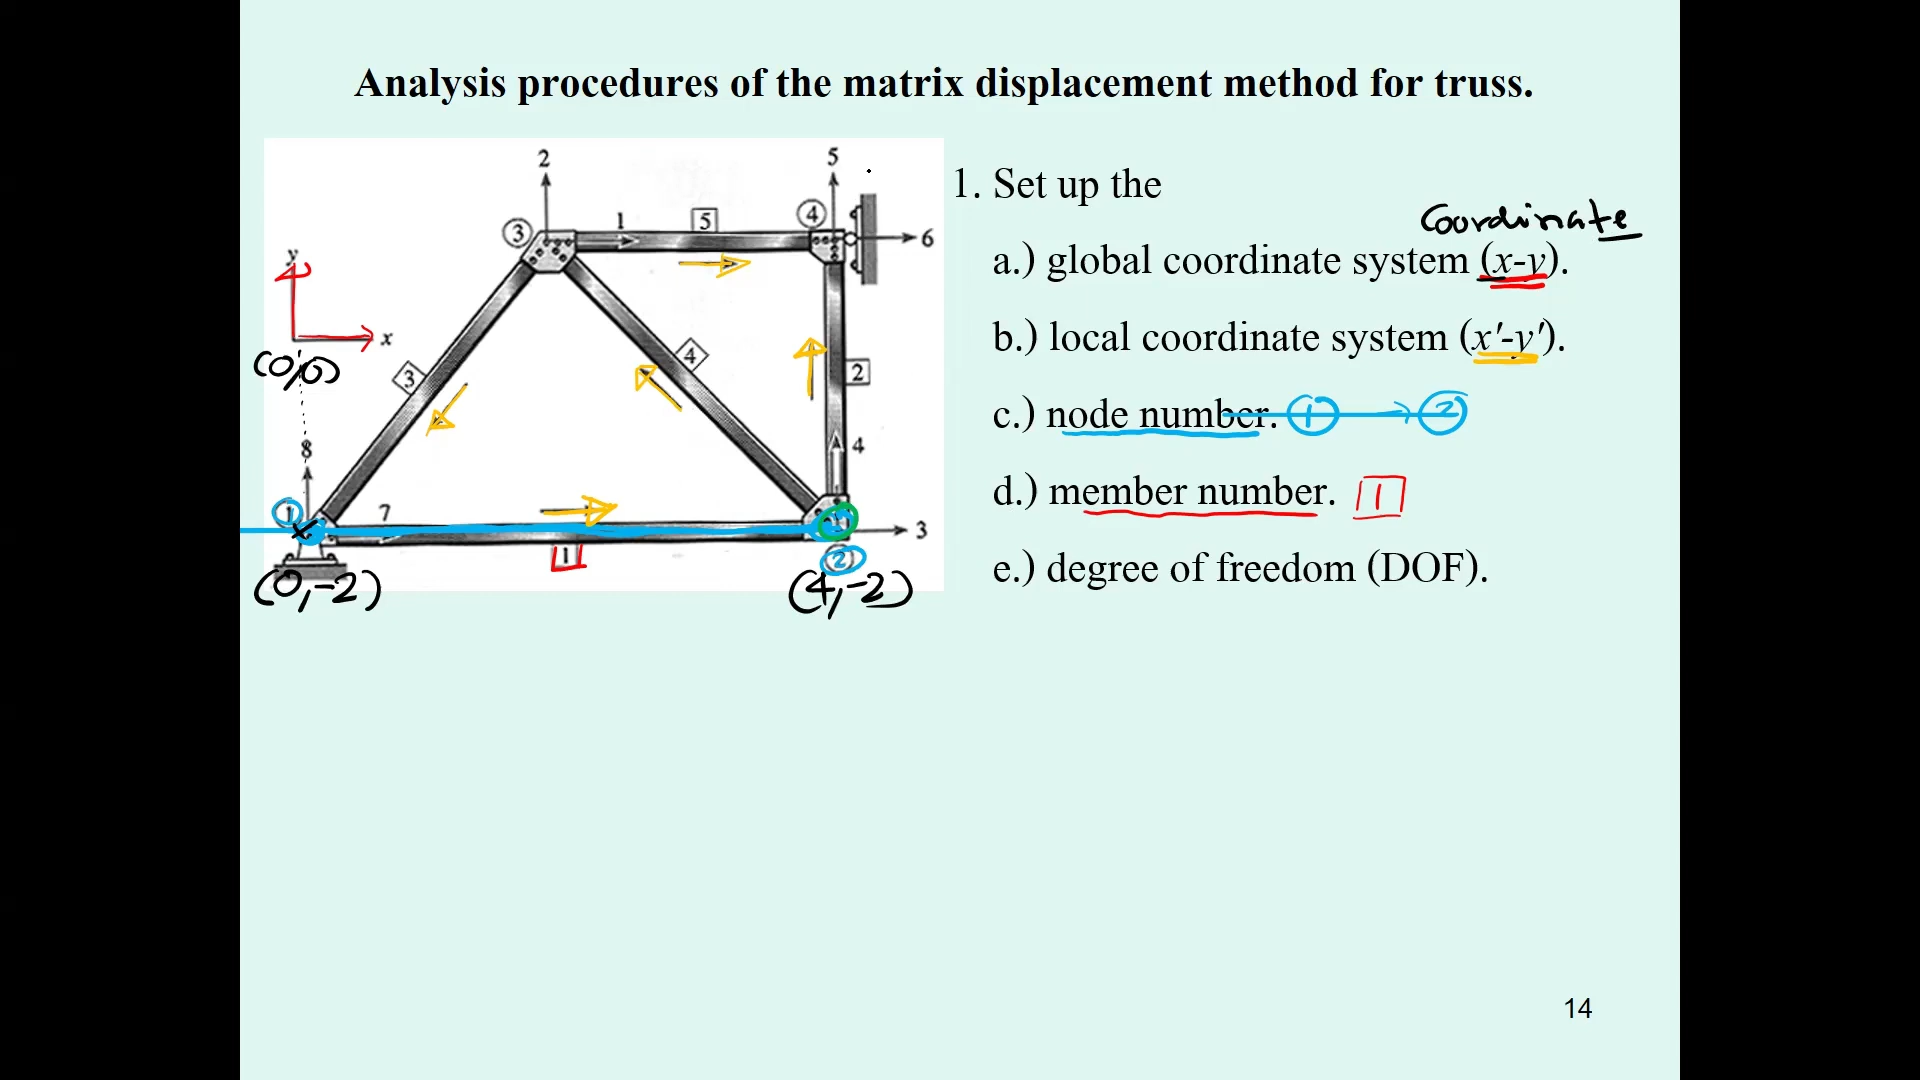 Analysis procedures of the matrix displacement method for truss.
2
5
1. Set up the
③
1
5
④
6
Coordinate
y
x
a.) global coordinate system (x-y).
(0,0)
3
4
2
b.) local coordinate system (x'-y').
8
4
c.) node number. ① ②
①
7
3
d.) member number. 1
1
②
(0,-2)
(4,-2)
e.) degree of freedom (DOF).
14